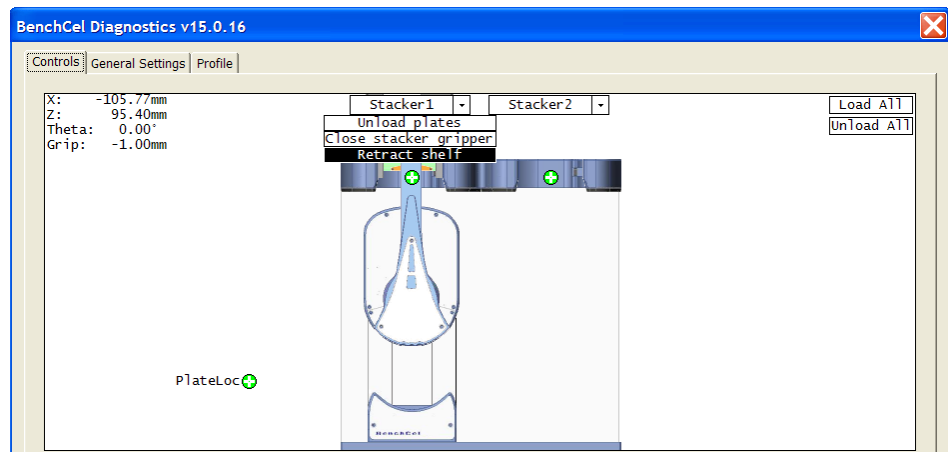 BenchCel Diagnostics v15.0.16
Controls General Settings Profile
X: -105.77mm
Z: 95.40mm
Theta: 0.00°
Grip: -1.00mm
Stacker1 Stacker2
Unload plates
Close stacker gripper
Retract shelf
Load All
Unload All
PlateLoc
BenchCel